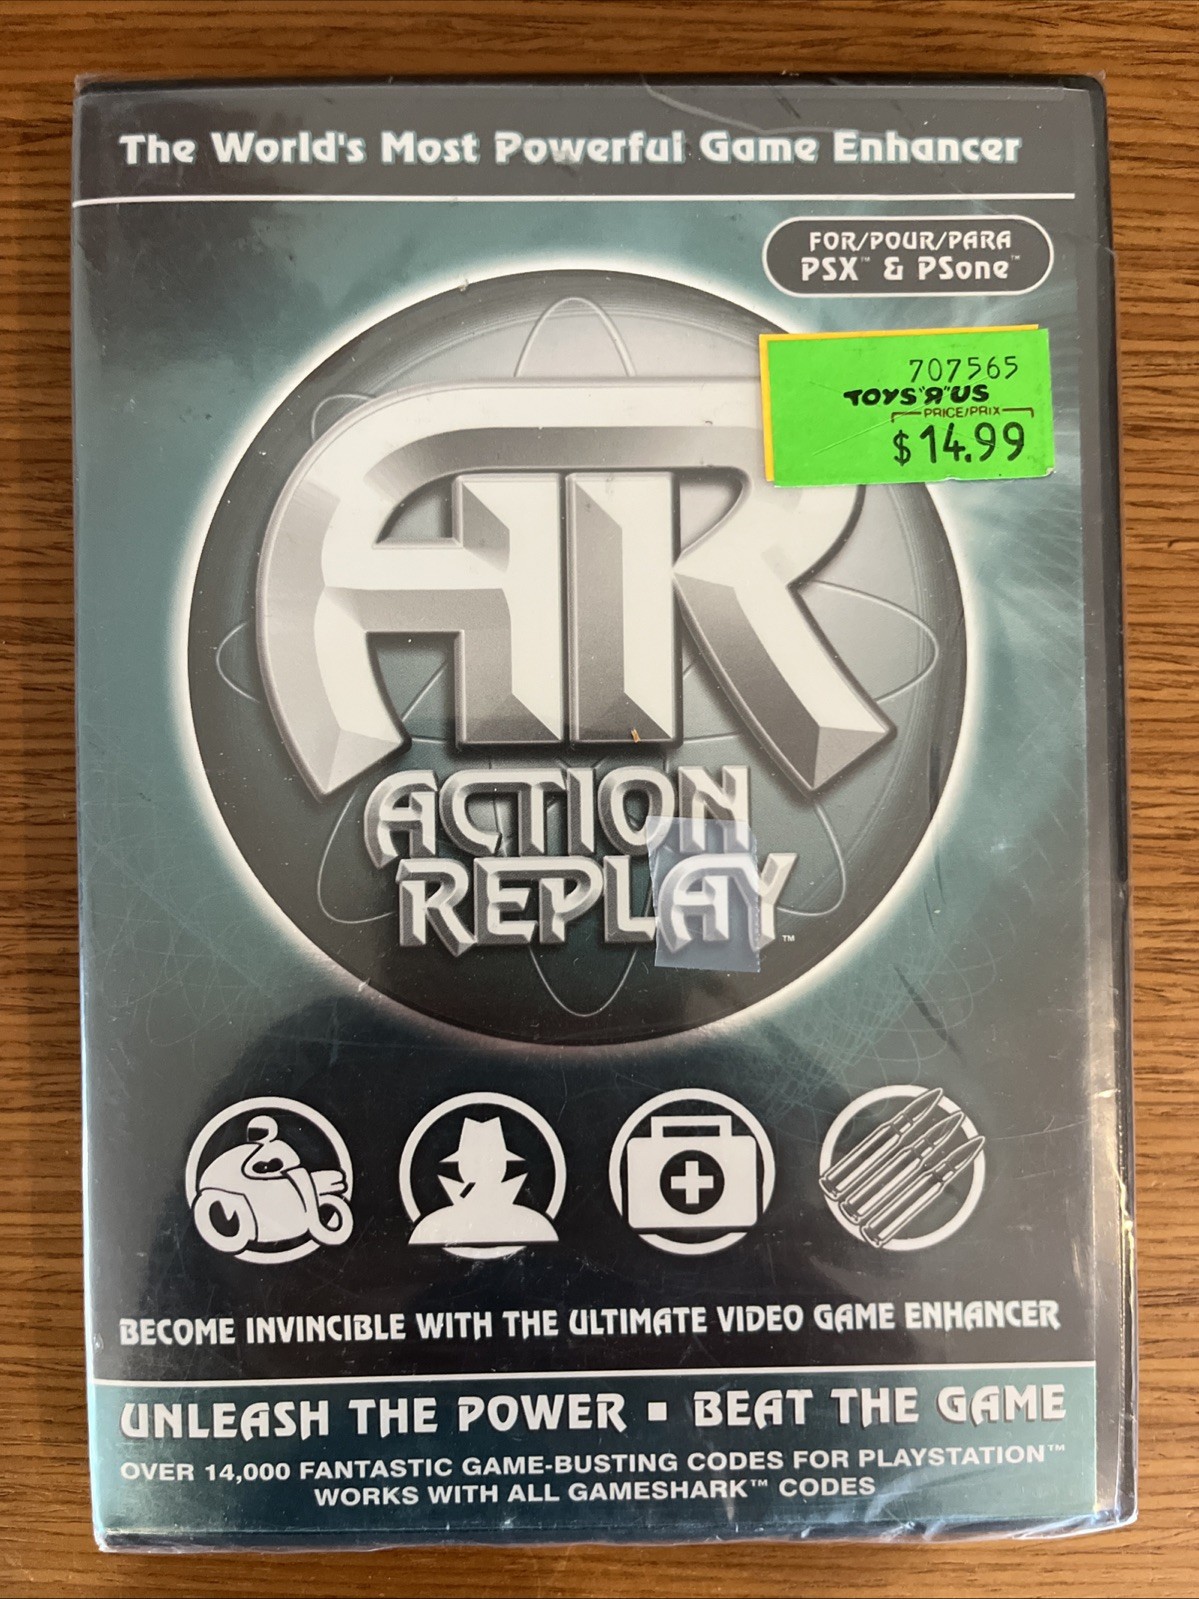 The World's Most Powerful Game Enhancer
FOR/POUR/PARA
PSX™ & PSone™
707565
TOYS"R"US
PRICE/PRIX
$14.99
AR
ACTION
REPLAY™
BECOME INVINCIBLE WITH THE ULTIMATE VIDEO GAME ENHANCER
UNLEASH THE POWER ▪ BEAT THE GAME
OVER 14,000 FANTASTIC GAME-BUSTING CODES FOR PLAYSTATION™
WORKS WITH ALL GAMESHARK™ CODES